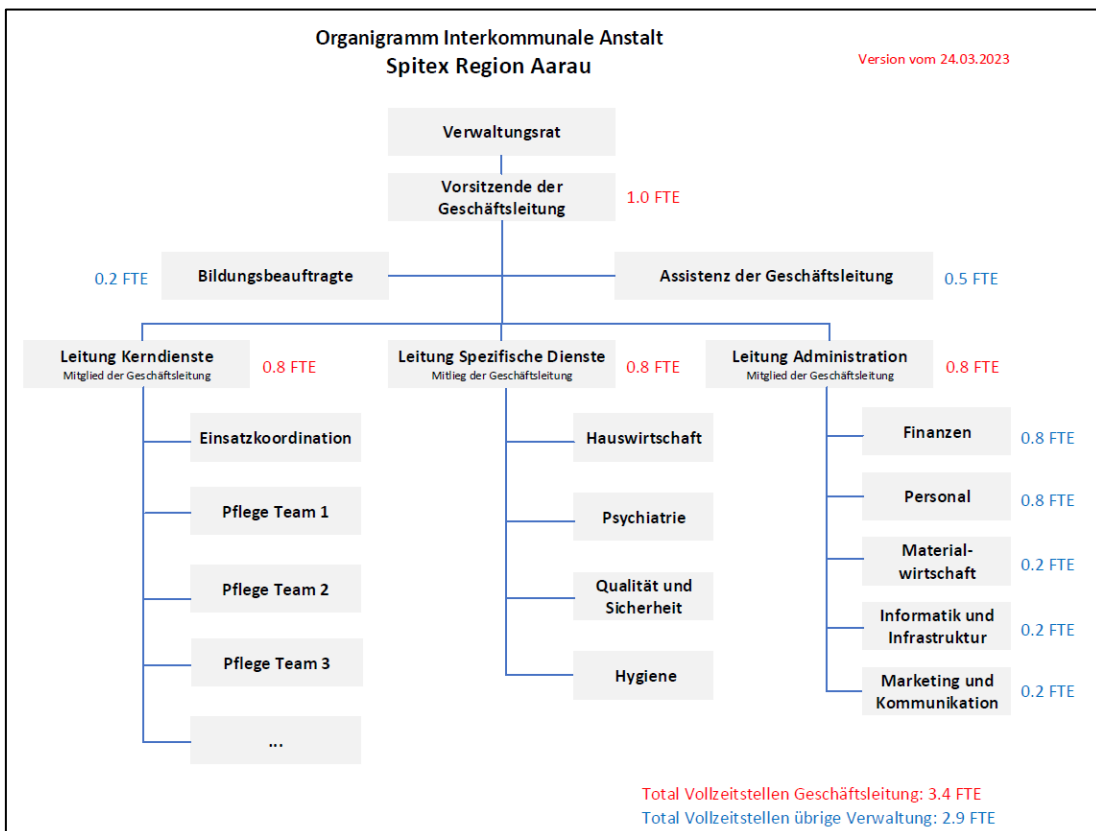 Organigramm Interkommunale Anstalt
Spitex Region Aarau
Version vom 24.03.2023
Verwaltungsrat
Vorsitzende der
Geschäftsleitung
1.0 FTE
0.2 FTE
Bildungsbeauftragte
Assistenz der Geschäftsleitung
0.5 FTE
Leitung Kerndienste
Mitglied der Geschäftsleitung
0.8 FTE
Leitung Spezifische Dienste
Mitlieg der Geschäftsleitung
0.8 FTE
Leitung Administration
Mitglied der Geschäftsleitung
0.8 FTE
Einsatzkoordination
Pflege Team 1
Pflege Team 2
Pflege Team 3
...
Hauswirtschaft
Psychiatrie
Qualität und
Sicherheit
Hygiene
Finanzen
0.8 FTE
Personal
0.8 FTE
Material-
wirtschaft
0.2 FTE
Informatik und
Infrastruktur
0.2 FTE
Marketing und
Kommunikation
0.2 FTE
Total Vollzeitstellen Geschäftsleitung: 3.4 FTE
Total Vollzeitstellen übrige Verwaltung: 2.9 FTE